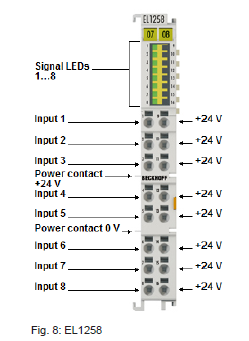 EL1258
07 08
Signal LEDs
1...8
Input 1 +24 V
Input 2 +24 V
Input 3 +24 V
Power contact
+24 V
BECKHOFF
Input 4 +24 V
Input 5 +24 V
Power contact 0 V
Input 6 +24 V
Input 7 +24 V
Input 8 +24 V
Fig. 8: EL1258